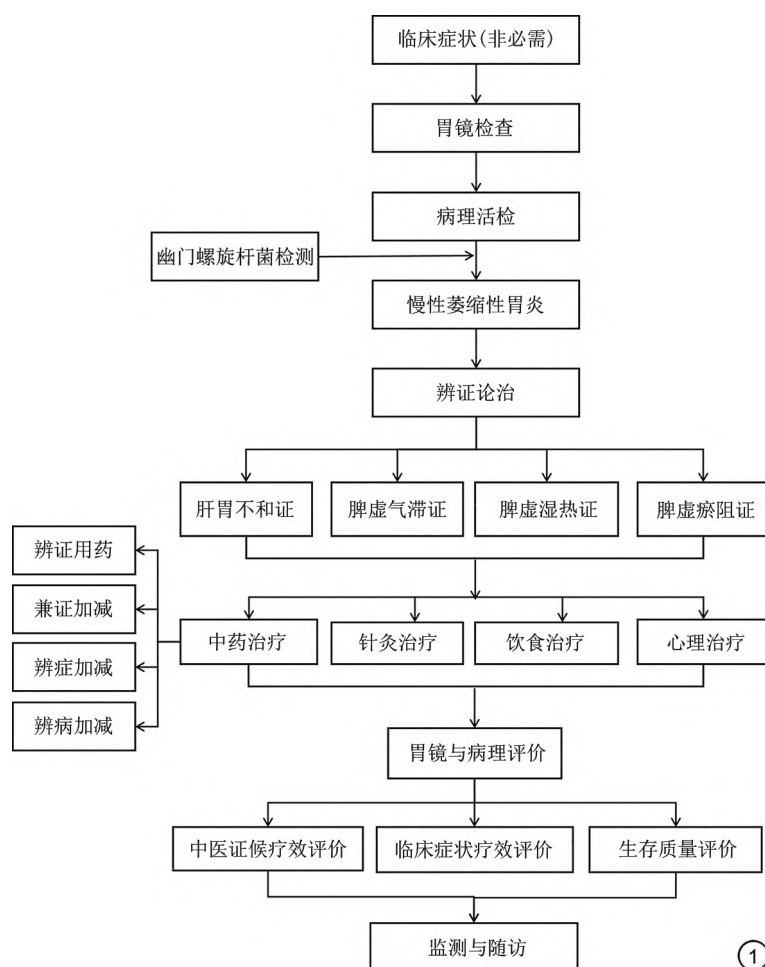 临床症状(非必需)
胃镜检查
病理活检
幽门螺旋杆菌检测
慢性萎缩性胃炎
辨证论治
肝胃不和证
脾虚气滞证
脾虚湿热证
脾虚瘀阻证
辨证用药
兼证加减
辨症加减
辨病加减
中药治疗
针灸治疗
饮食治疗
心理治疗
胃镜与病理评价
中医证候疗效评价
临床症状疗效评价
生存质量评价
监测与随访
①